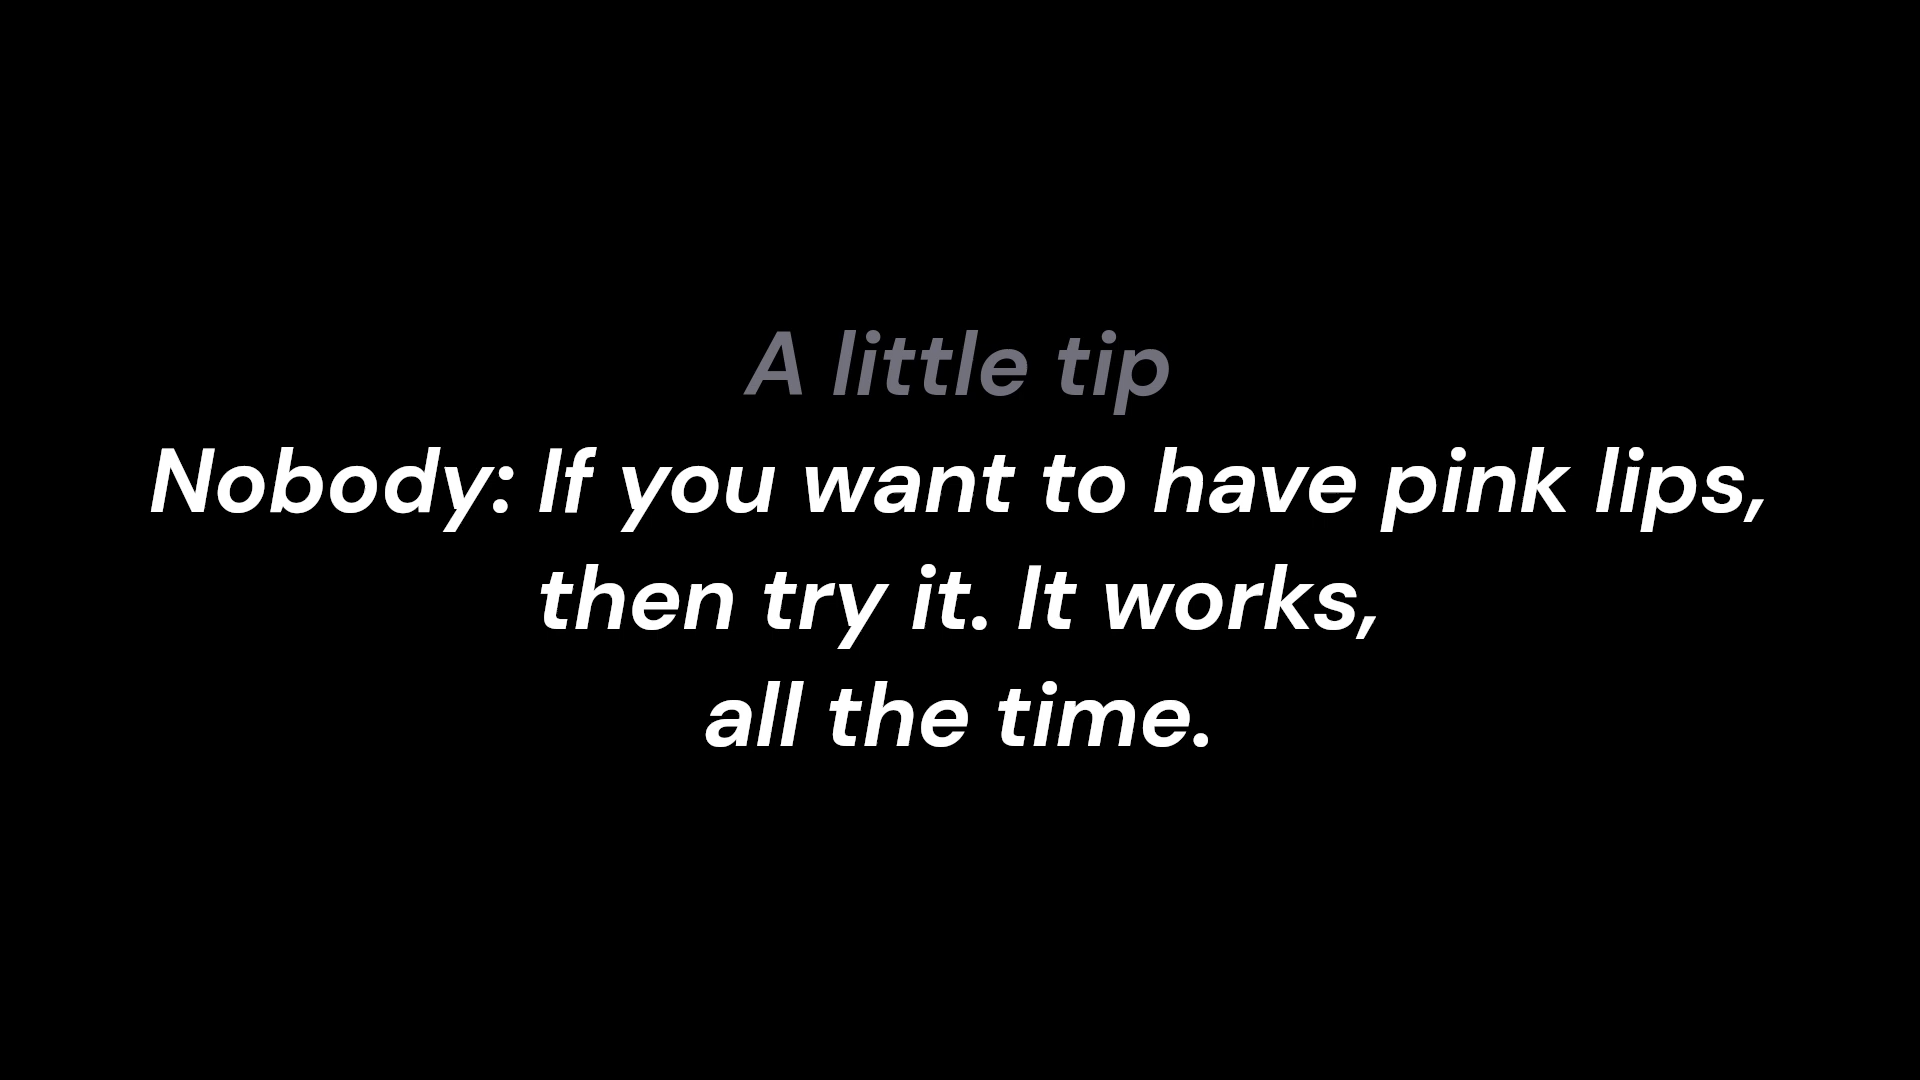 A little tip
Nobody: If you want to have pink lips,
then try it. It works,
all the time.